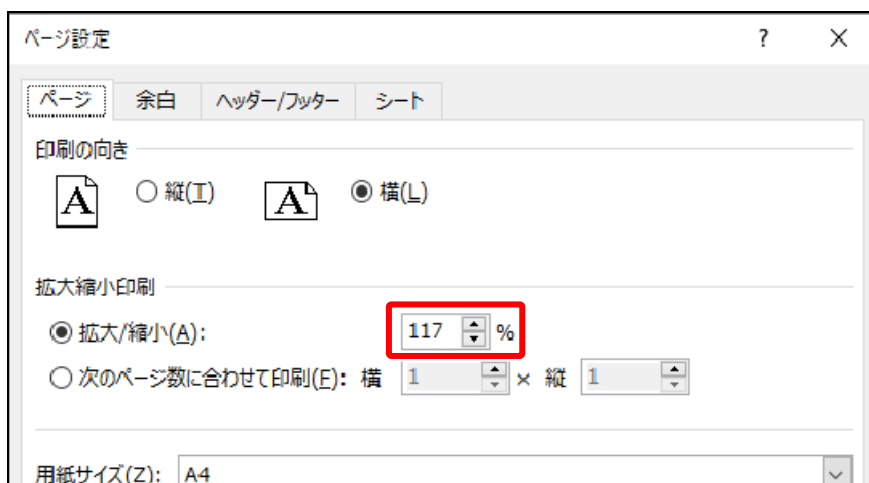 ページ設定 ? ×
ページ 余白 ヘッダー/フッター シート
印刷の向き
A 縦(T) A 横(L)
拡大縮小印刷
拡大/縮小(A): 117 %
次のページ数に合わせて印刷(F): 横 1 × 縦 1
用紙サイズ(Z): A4